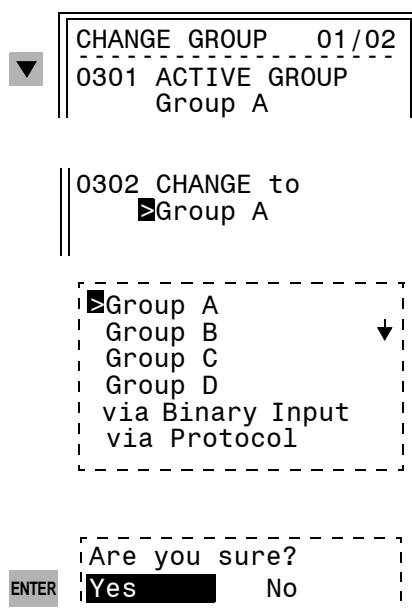 CHANGE GROUP 01/02
0301 ACTIVE GROUP
Group A
0302 CHANGE to
>Group A
>Group A
Group B
Group C
Group D
via Binary Input
via Protocol
Are you sure?
ENTER Yes No